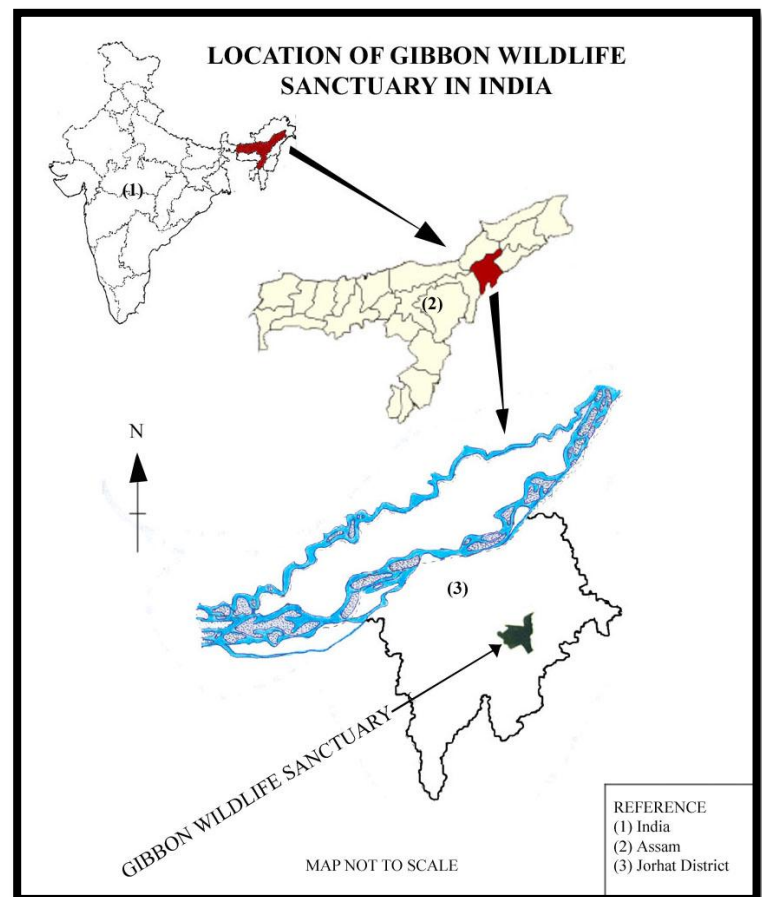 LOCATION OF GIBBON WILDLIFE
SANCTUARY IN INDIA
(1)
(2)
N
(3)
GIBBON WILDLIFE SANCTUARY
MAP NOT TO SCALE
REFERENCE
(1) India
(2) Assam
(3) Jorhat District